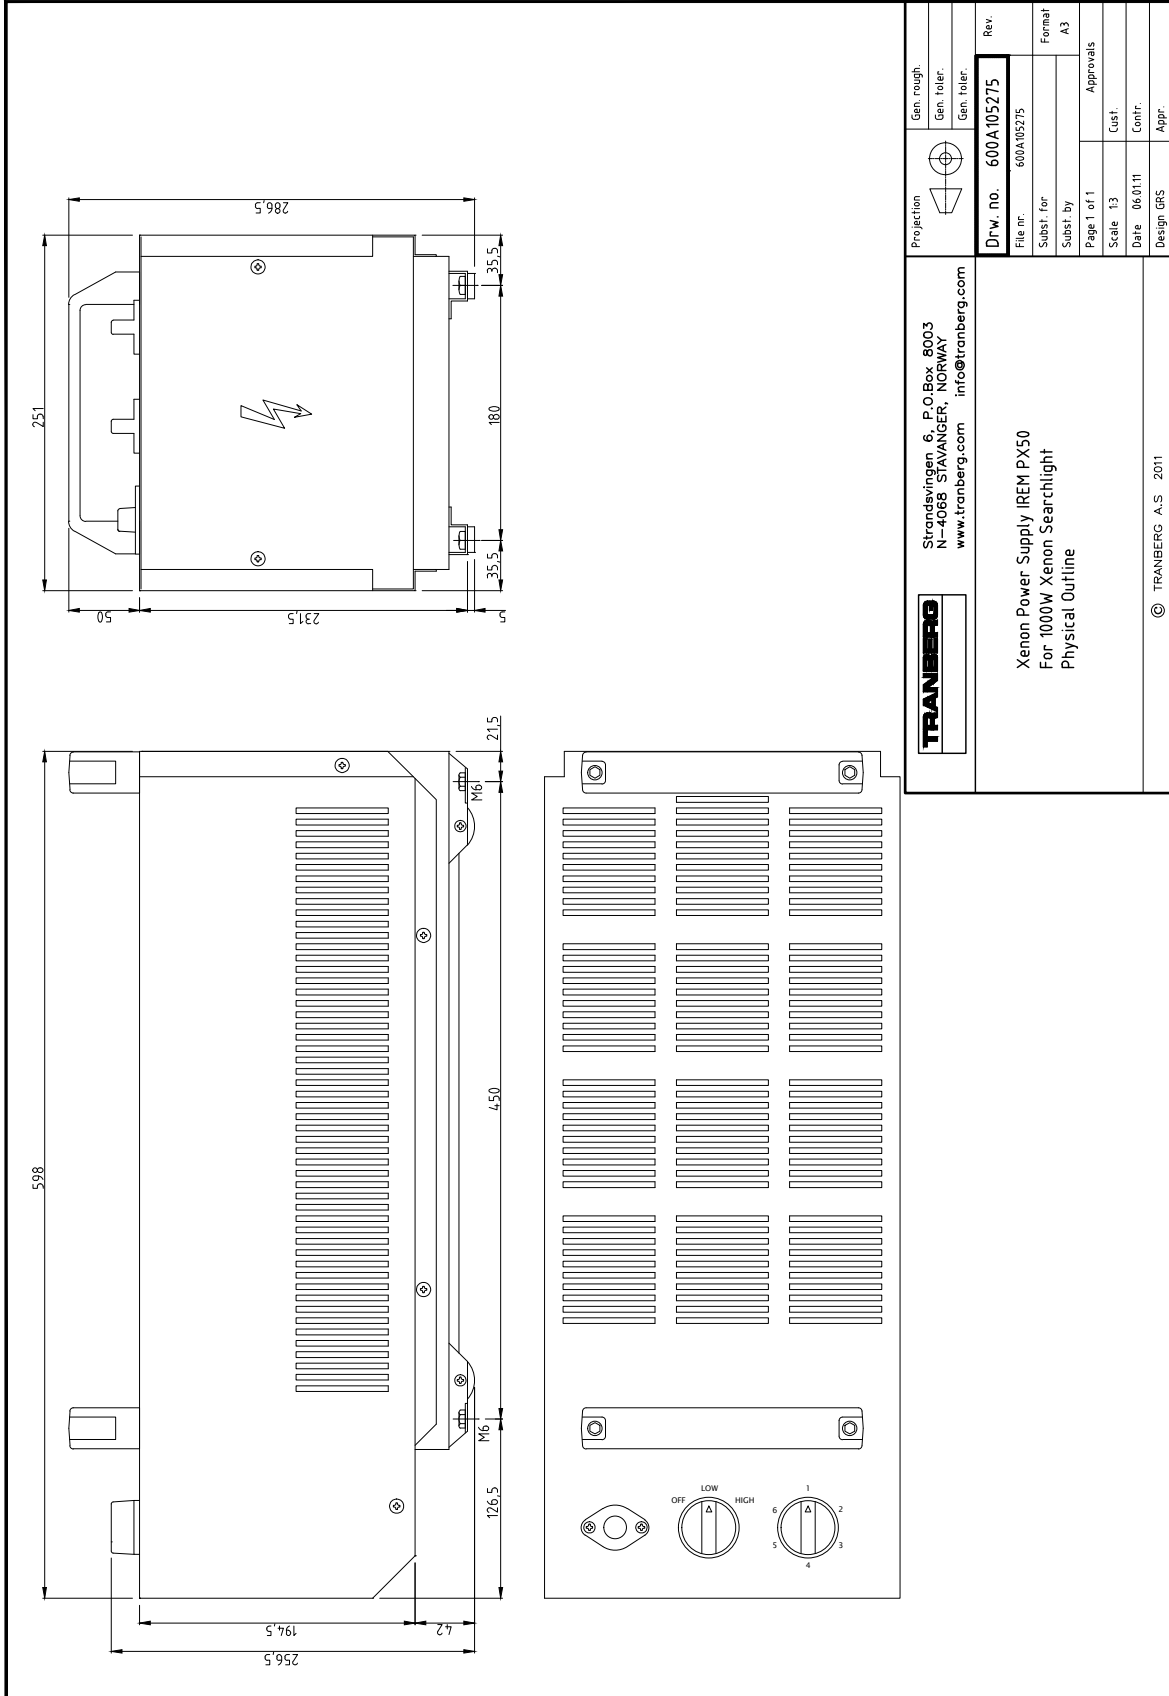 286,5
251
50
231,5
5
35,5
180
35,5
598
21,5
M6
450
M6
126,5
194,5
42
256,5
OFF
LOW
HIGH
1
2
3
4
5
6
TRANBERG
Strandsvingen 6, P.O.Box 8003
N-4068 STAVANGER, NORWAY
www.tranberg.com info@tranberg.com
Xenon Power Supply IREM PX50
For 1000W Xenon Searchlight
Physical Outline
© TRANBERG A.S 2011
Projection
Gen. rough.
Gen. toler.
Gen. toler.
Drw. no. 600A105275
Rev.
File nr. 600A105275
Subst. for
Format
Subst. by
A3
Page 1 of 1
Approvals
Scale 1:3
Cust.
Date 06.01.11
Contr.
Design GRS
Appr.